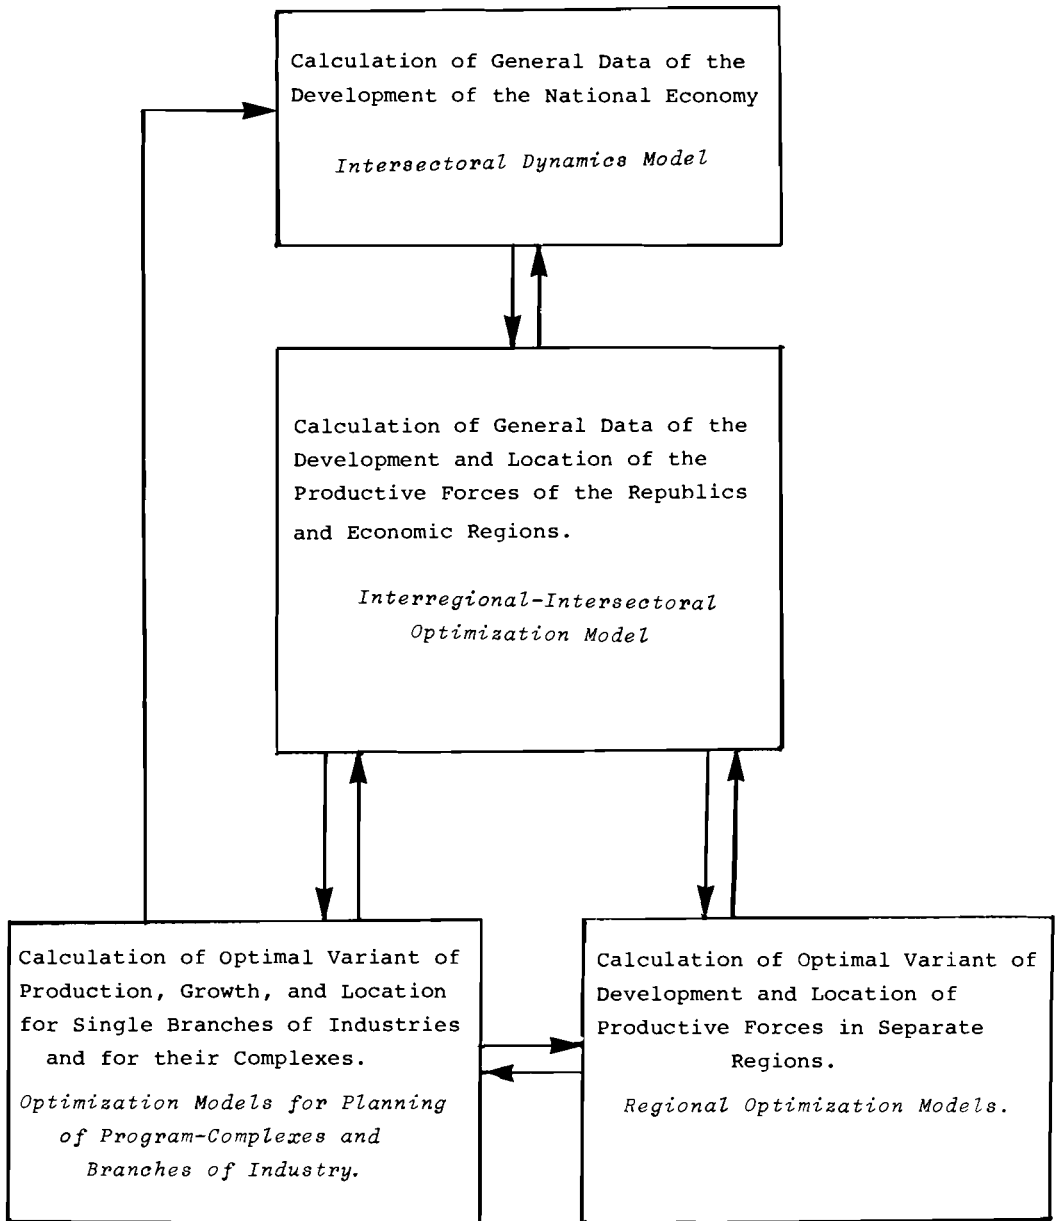 Calculation of General Data of the
Development of the National Economy
Intersectoral Dynamics Model
Calculation of General Data of the
Development and Location of the
Productive Forces of the Republics
and Economic Regions.
Interregional-Intersectoral
Optimization Model
Calculation of Optimal Variant of
Production, Growth, and Location
for Single Branches of Industries
and for their Complexes.
Optimization Models for Planning
of Program-Complexes and
Branches of Industry.
Calculation of Optimal Variant of
Development and Location of
Productive Forces in Separate
Regions.
Regional Optimization Models.